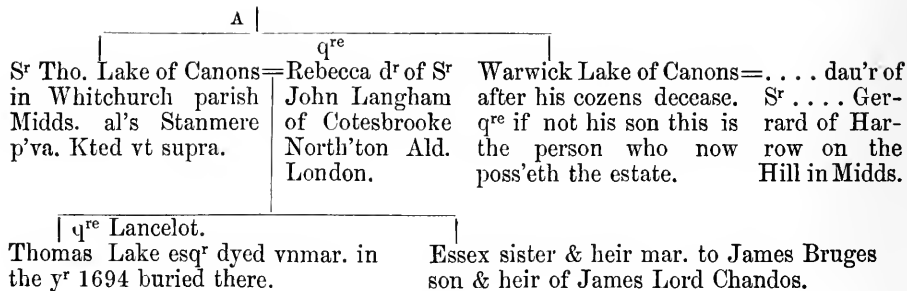 A
qre
Sr Tho. Lake of Canons=Rebecca dr of Sr
in Whitchurch parish John Langham
Midds. al's Stanmere of Cotesbrooke
p'va. Kted vt supra. North'ton Ald.
London.
Warwick Lake of Canons=. . . . dau'r of
after his cozens decease. Sr . . . . Ger-
qre if not his son this is rard of Har-
the person who now row on the
poss'eth the estate. Hill in Midds.
qre Lancelot.
Thomas Lake esqr dyed vnmar. in
the yr 1694 buried there.
Essex sister & heir mar. to James Bruges
son & heir of James Lord Chandos.